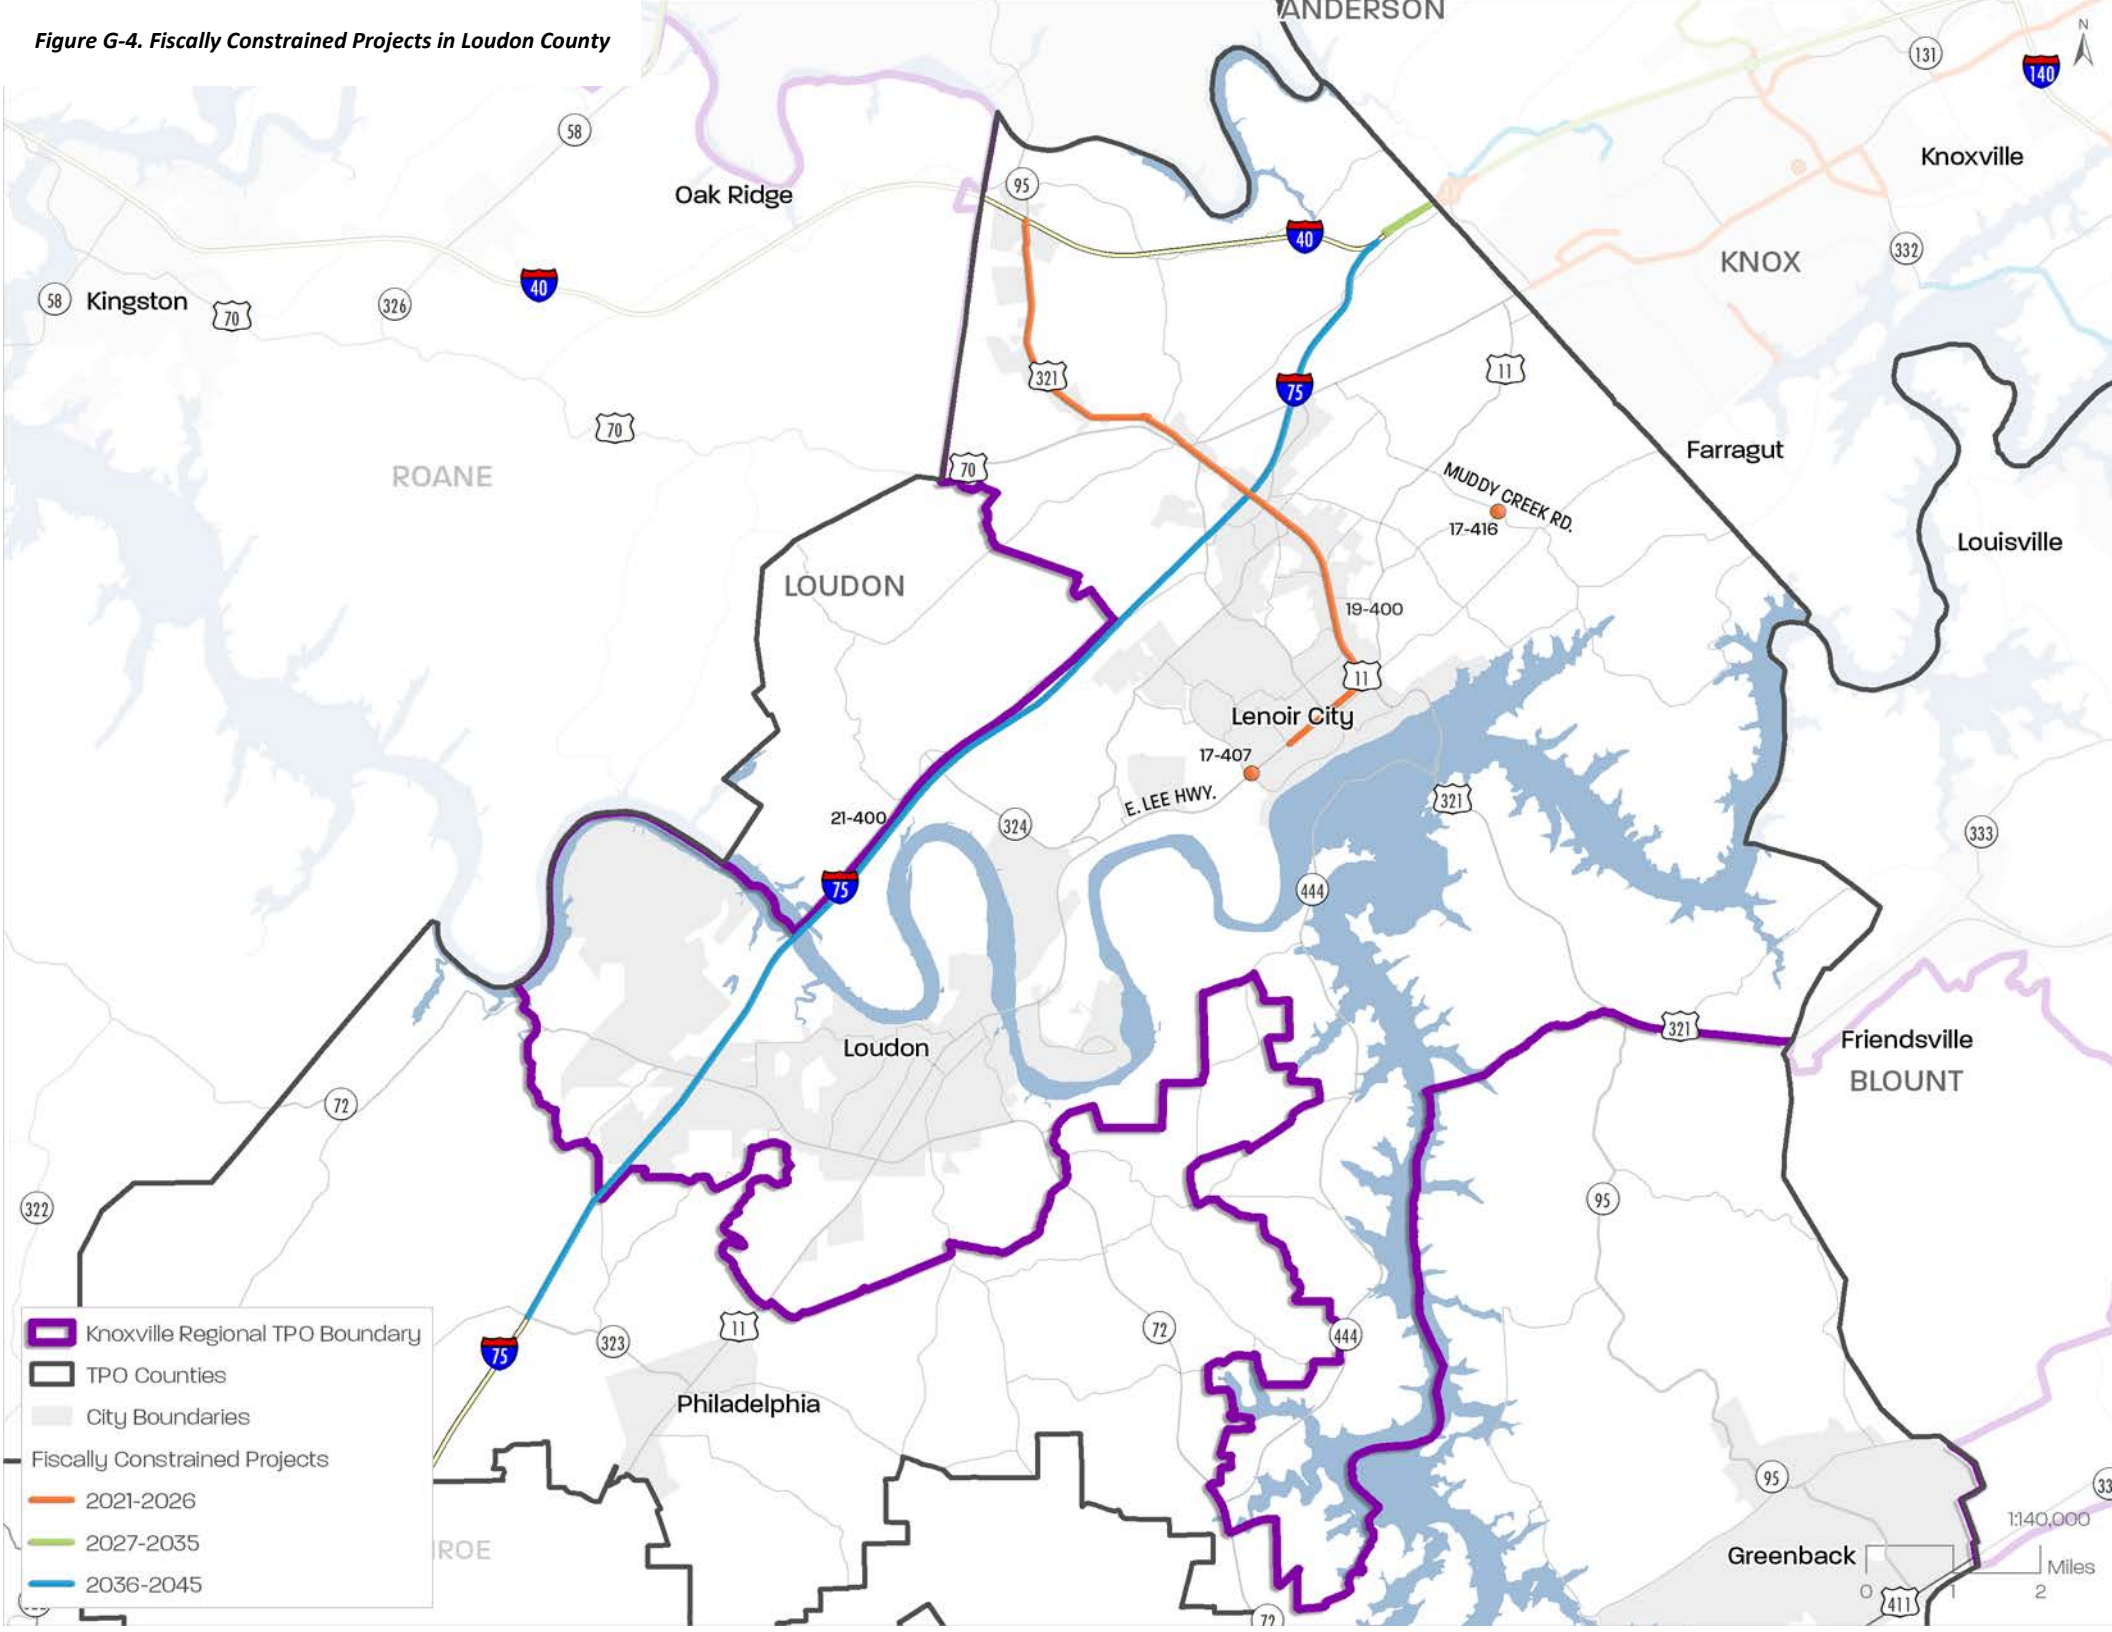 Figure G-4. Fiscally Constrained Projects in Loudon County
ANDERSON
N
131
140
58
Knoxville
Oak Ridge
95
40
KNOX
332
40
58
Kingston
70
326
321
75
11
70
Farragut
70
ROANE
MUDDY CREEK RD.
17-416
Louisville
LOUDON
19-400
11
Lenoir City
17-407
E. LEE HWY.
321
21-400
324
333
75
444
321
Friendsville
Loudon
BLOUNT
72
95
322
11
323
72
444
75
Philadelphia
Knoxville Regional TPO Boundary
TPO Counties
City Boundaries
Fiscally Constrained Projects
2021-2026
2027-2035
2036-2045
ROE
95
33
1:140,000
Greenback
Miles
0 1 2
411
72